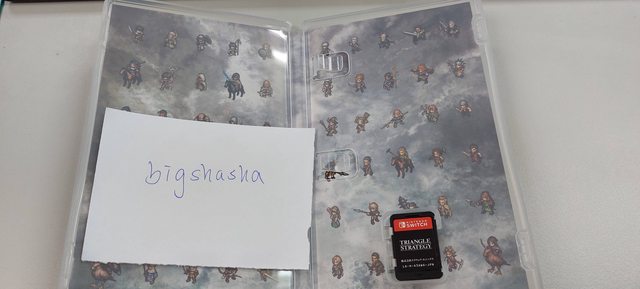 bigshasha
NINTENDO
SWITCH
TRIANGLE
STRATEGY